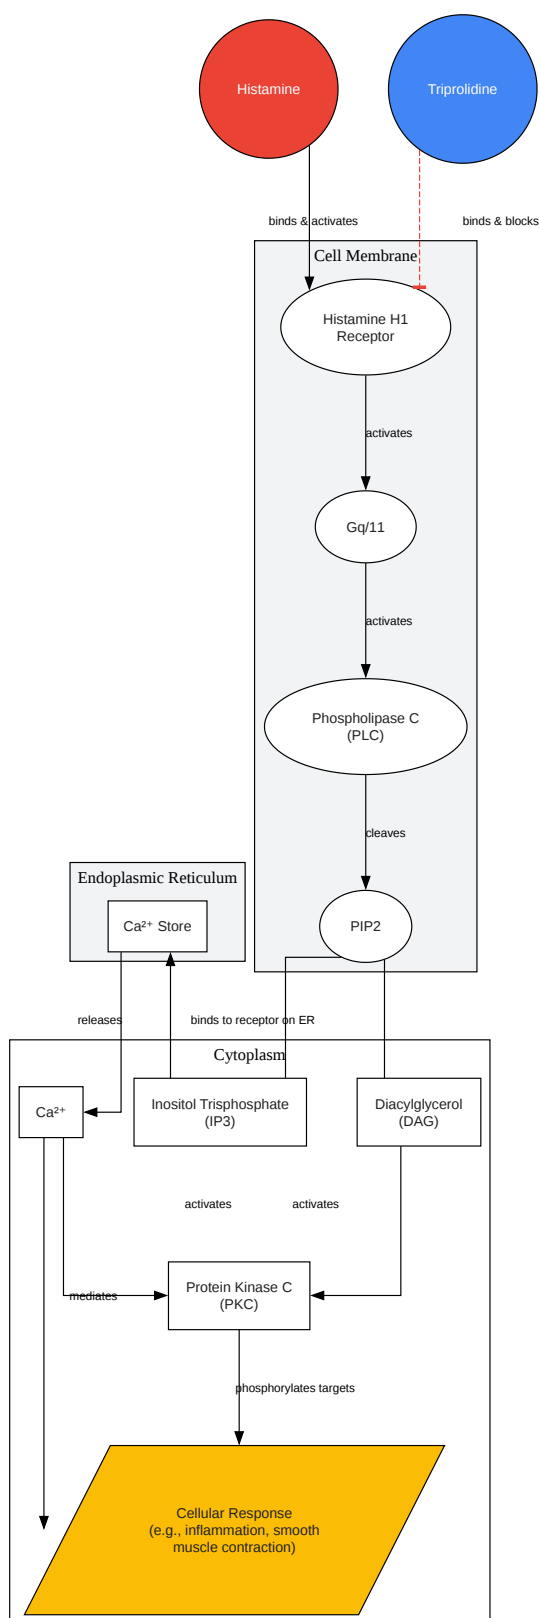 Histamine
Triprolidine
binds & activates
binds & blocks
Cell Membrane
Histamine H1
Receptor
activates
Gq/11
activates
Phospholipase C
(PLC)
cleaves
Endoplasmic Reticulum
Ca²⁺ Store
PIP2
releases
binds to receptor on ER
Cytoplasm
Ca²⁺
Inositol Trisphosphate
(IP3)
Diacylglycerol
(DAG)
activates
activates
Protein Kinase C
(PKC)
mediates
phosphorylates targets
Cellular Response
(e.g., inflammation, smooth
muscle contraction)